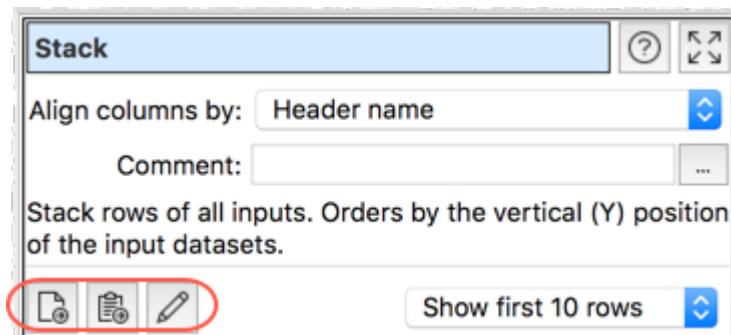 Stack
Align columns by: Header name
Comment: ...
Stack rows of all inputs. Orders by the vertical (Y) position
of the input datasets.
Show first 10 rows